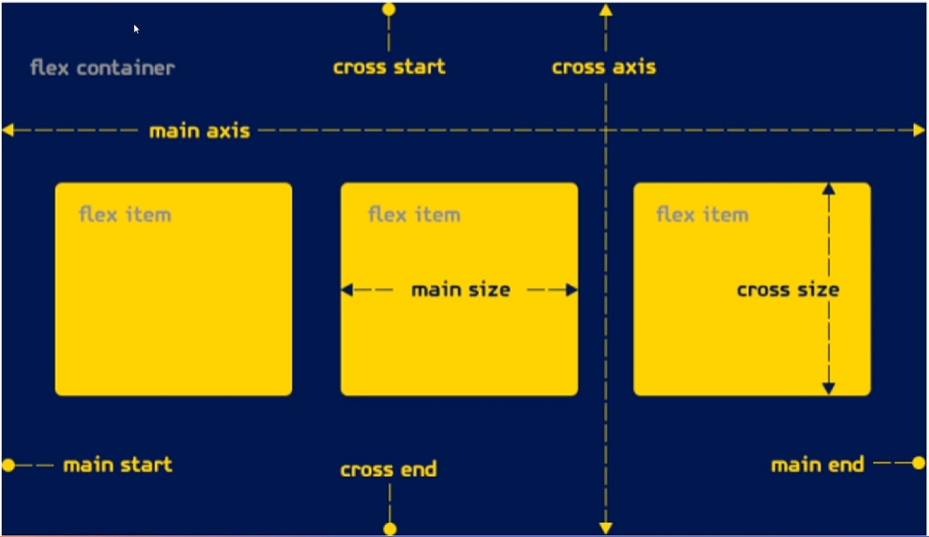 flex container
cross start
cross axis
main axis
flex item
flex item
flex item
main size
cross size
main start
cross end
main end